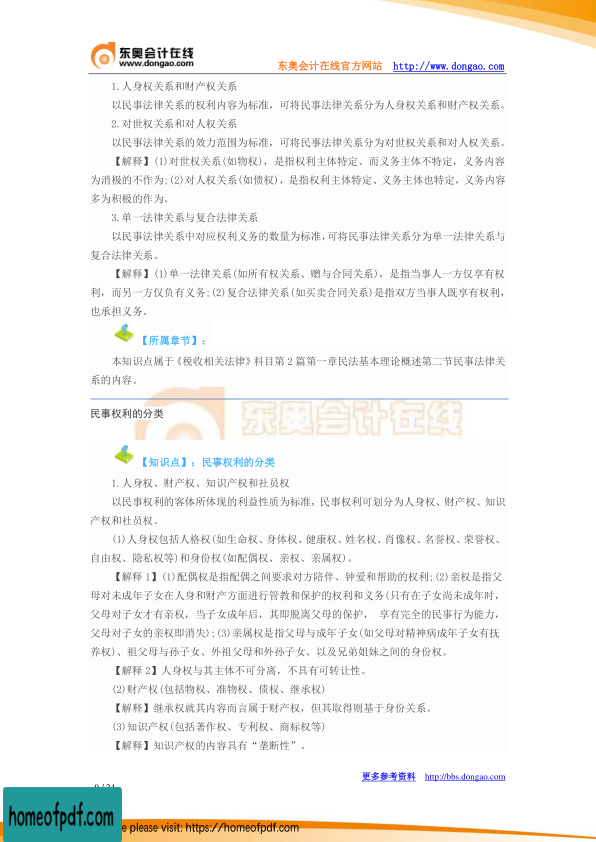 东奥会计在线
www.dongao.com
东奥会计在线官方网站 http://www.dongao.com
1.人身权关系和财产权关系
以民事法律关系的权利内容为标准,可将民事法律关系分为人身权关系和财产权关系。
2.对世权关系和对人权关系
以民事法律关系的效力范围为标准,可将民事法律关系分为对世权关系和对人权关系。
【解释】(1)对世权关系(如物权),是指权利主体特定、而义务主体不特定,义务内容
为消极的不作为;(2)对人权关系(如债权),是指权利主体特定、义务主体也特定,义务内容
多为积极的作为。
3.单一法律关系与复合法律关系
以民事法律关系中对应权利义务的数量为标准,可将民事法律关系分为单一法律关系与
复合法律关系。
【解释】(1)单一法律关系(如所有权关系、赠与合同关系),是指当事人一方仅享有权
利,而另一方仅负有义务;(2)复合法律关系(如买卖合同关系)是指双方当事人既享有权利,
也承担义务。
【所属章节】:
本知识点属于《税收相关法律》科目第2篇第一章民法基本理论概述第二节民事法律关
系的内容。
东奥会计在线
民事权利的分类
【知识点】:民事权利的分类
1.人身权、财产权、知识产权和社员权
以民事权利的客体所体现的利益性质为标准,民事权利可划分为人身权、财产权、知识
产权和社员权。
(1)人身权包括人格权(如生命权、身体权、健康权、姓名权、肖像权、名誉权、荣誉权、
自由权、隐私权等)和身份权(如配偶权、亲权、亲属权)。
【解释1】(1)配偶权是指配偶之间要求对方陪伴、钟爱和帮助的权利;(2)亲权是指父
母对未成年子女在人身和财产方面进行管教和保护的权利和义务(只有在子女尚未成年时,
父母对子女才有亲权,当子女成年后,其即脱离父母的保护, 享有完全的民事行为能力,
父母对子女的亲权即消失);(3)亲属权是指父母与成年子女(如父母对精神病成年子女有抚
养权)、祖父母与孙子女、外祖父母和外孙子女、以及兄弟姐妹之间的身份权。
【解释2】人身权与其主体不可分离,不具有可转让性。
(2)财产权(包括物权、准物权、债权、继承权)
【解释】继承权就其内容而言属于财产权,但其取得则基于身份关系。
(3)知识产权(包括著作权、专利权、商标权等)
【解释】知识产权的内容具有“垄断性”。
更多参考资料 http://bbs.dongao.com
homeofpdf.com
please visit: https://homeofpdf.com